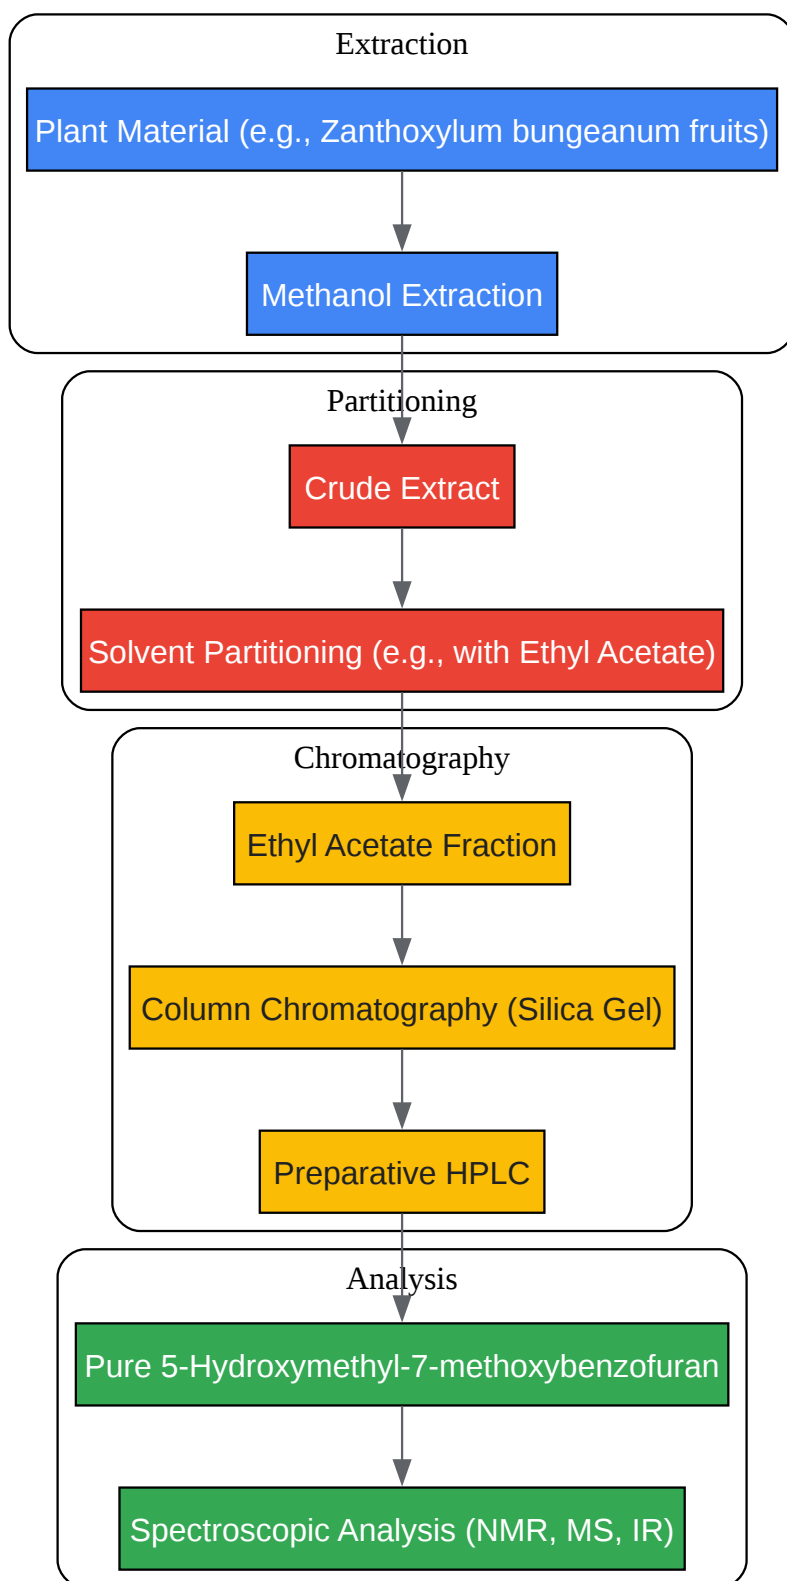 Extraction
Plant Material (e.g., Zanthoxylum bungeanum fruits)
Methanol Extraction
Partitioning
Crude Extract
Solvent Partitioning (e.g., with Ethyl Acetate)
Chromatography
Ethyl Acetate Fraction
Column Chromatography (Silica Gel)
Preparative HPLC
Analysis
Pure 5-Hydroxymethyl-7-methoxybenzofuran
Spectroscopic Analysis (NMR, MS, IR)